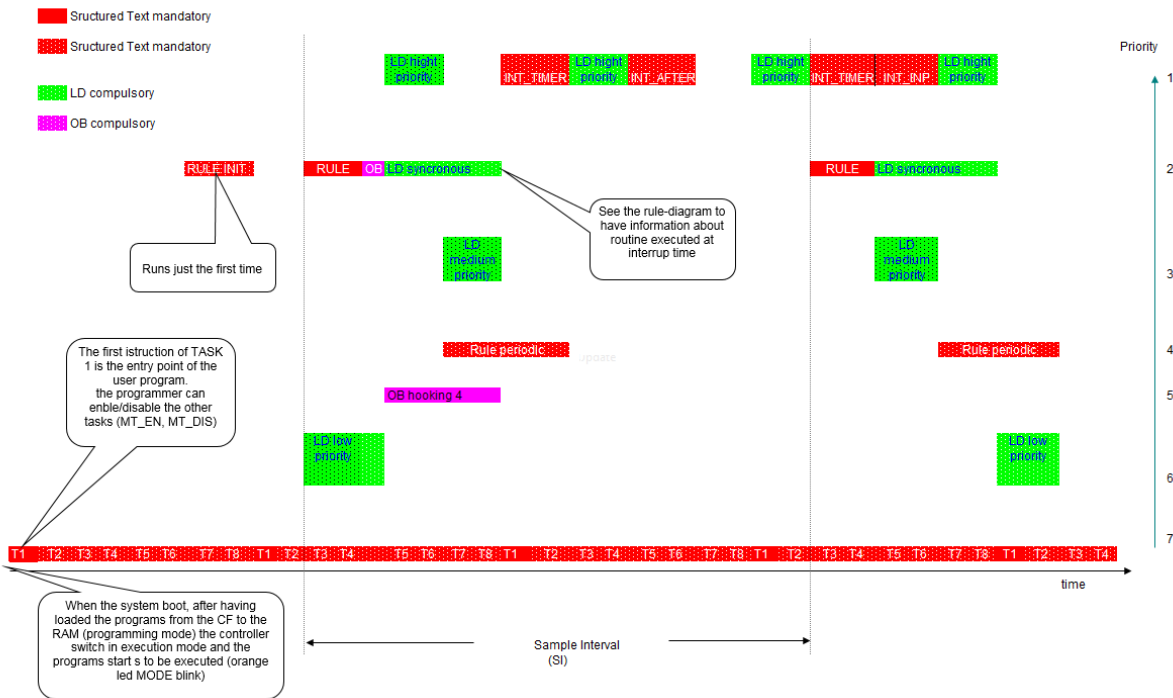 Sructured Text mandatory
Sructured Text mandatory
LD compulsory
OB compulsory
Priority
LD hight
priority
INT_TIMER
LD hight
priority
INT_AFTER
LD hight
priority
INT_TIMER
INT_INP
LD hight
priority
1
RULE INIT
RULE
OB
LD syncronous
RULE
LD syncronous
2
Runs just the first time
See the rule-diagram to
have information about
routine executed at
interrup time
LD
medium
priority
LD
medium
priority
3
Rule periodic
Rule periodic
4
update
The first istruction of TASK
1 is the entry point of the
user program.
the programmer can
enble/disable the other
tasks (MT_EN, MT_DIS)
OB hooking 4
5
LD low
priority
LD low
priority
6
T1 T2 T3 T4 T5 T6 T7 T8 T1 T2 T3 T4 T5 T6 T7 T8 T1 T2 T3 T4 T5 T6 T7 T8 T1 T2 T3 T4 T5 T6 T7 T8 T1 T2 T3 T4
7
time
When the system boot, after having
loaded the programs from the CF to the
RAM (programming mode) the controller
switch in execution mode and the
programs start s to be executed (orange
led MODE blink)
Sample Interval
(SI)